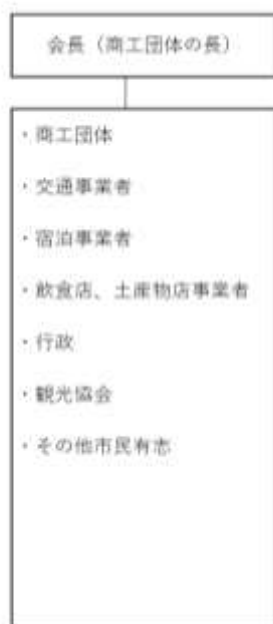 会長（商工団体の長）
・商工団体
・交通事業者
・宿泊事業者
・飲食店、土産物店事業者
・行政
・観光協会
・その他市民有志